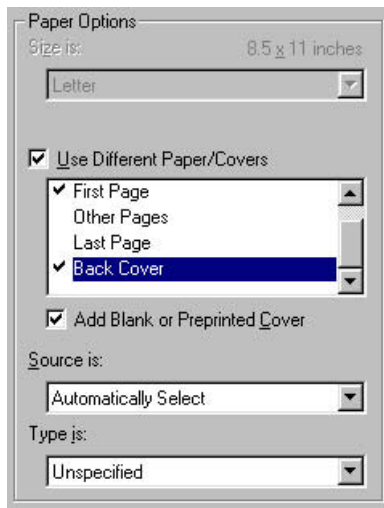 Paper Options
Size is: 8.5 x 11 inches
Letter
Use Different Paper/Covers
First Page
Other Pages
Last Page
Back Cover
Add Blank or Preprinted Cover
Source is:
Automatically Select
Type is:
Unspecified